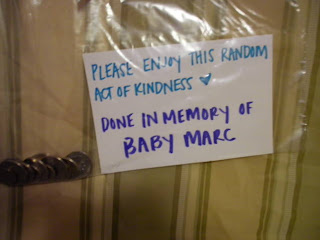 PLEASE ENJOY THIS RANDOM
ACT OF KINDNESS ♥
DONE IN MEMORY OF
BABY MARC